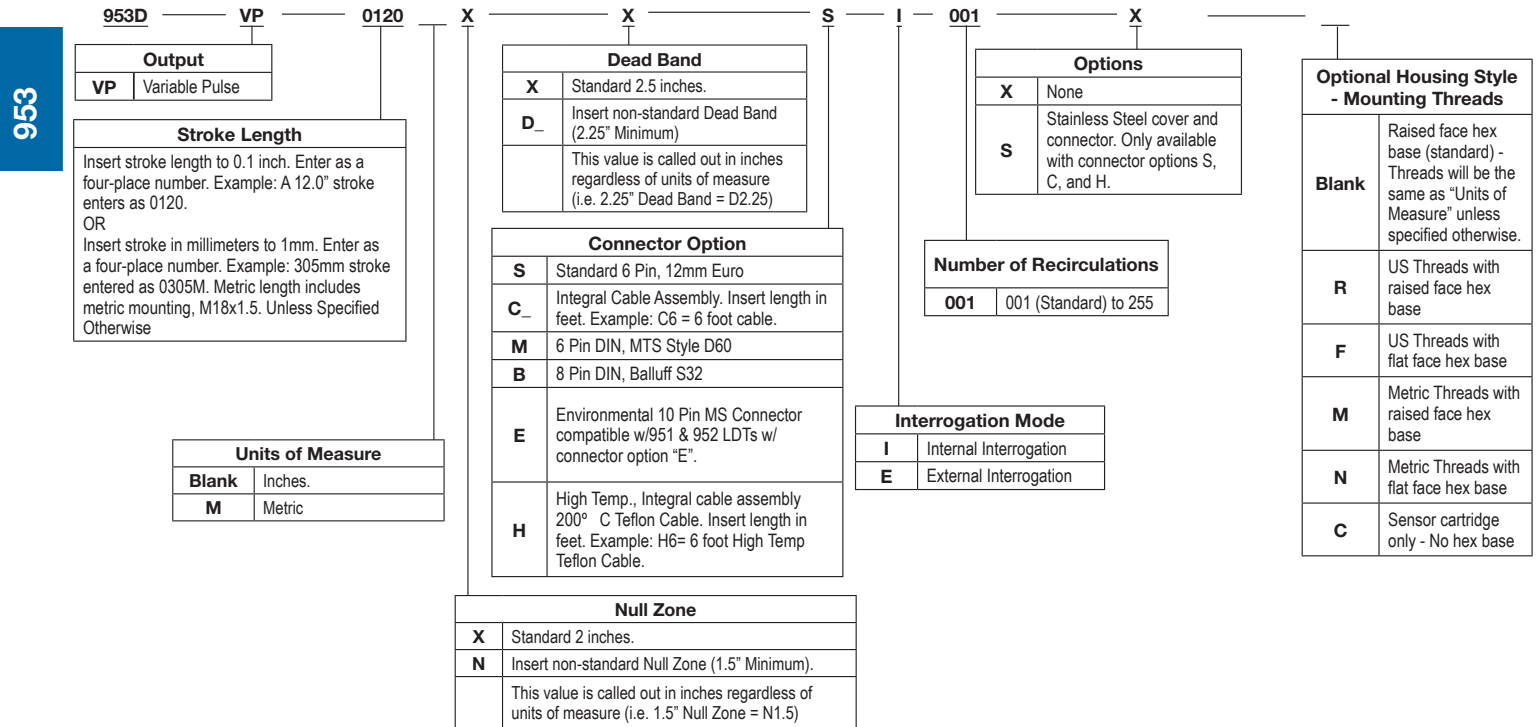 953D VP 0120 X X S I 001 X
953
Output
VP Variable Pulse
Stroke Length
Insert stroke length to 0.1 inch. Enter as a
four-place number. Example: A 12.0” stroke
enters as 0120.
OR
Insert stroke in millimeters to 1mm. Enter as
a four-place number. Example: 305mm stroke
entered as 0305M. Metric length includes
metric mounting, M18x1.5. Unless Specified
Otherwise
Units of Measure
Blank Inches.
M Metric
Dead Band
X Standard 2.5 inches.
D_ Insert non-standard Dead Band
(2.25” Minimum)
This value is called out in inches
regardless of units of measure
(i.e. 2.25” Dead Band = D2.25)
Connector Option
S Standard 6 Pin, 12mm Euro
C_ Integral Cable Assembly. Insert length in
feet. Example: C6 = 6 foot cable.
M 6 Pin DIN, MTS Style D60
B 8 Pin DIN, Balluff S32
E Environmental 10 Pin MS Connector
compatible w/951 & 952 LDTs w/
connector option “E”.
H High Temp., Integral cable assembly
200º C Teflon Cable. Insert length in
feet. Example: H6= 6 foot High Temp
Teflon Cable.
Null Zone
X Standard 2 inches.
N Insert non-standard Null Zone (1.5” Minimum).
This value is called out in inches regardless of
units of measure (i.e. 1.5” Null Zone = N1.5)
Options
X None
S Stainless Steel cover and
connector. Only available
with connector options S,
C, and H.
Number of Recirculations
001 001 (Standard) to 255
Interrogation Mode
I Internal Interrogation
E External Interrogation
Optional Housing Style
- Mounting Threads
Blank Raised face hex
base (standard) -
Threads will be the
same as “Units of
Measure” unless
specified otherwise.
R US Threads with
raised face hex
base
F US Threads with
flat face hex base
M Metric Threads with
raised face hex
base
N Metric Threads with
flat face hex base
C Sensor cartridge
only - No hex base